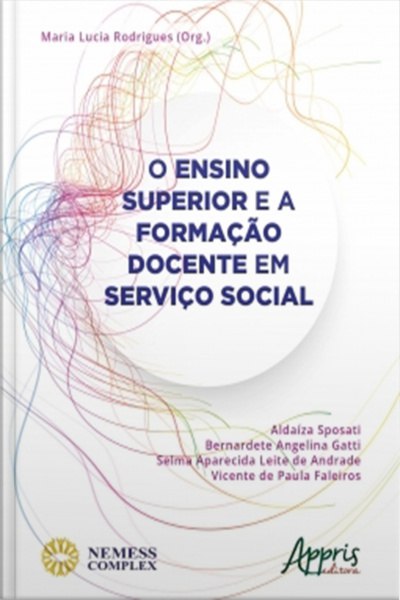 Maria Lucia Rodrigues (Org.)
O ENSINO
SUPERIOR E A
FORMAÇÃO
DOCENTE EM
SERVIÇO SOCIAL
Aldaíza Sposati
Bernardete Angelina Gatti
Selma Aparecida Leite de Andrade
Vicente de Paula Faleiros
NEMESS
COMPLEX
Appris
editora